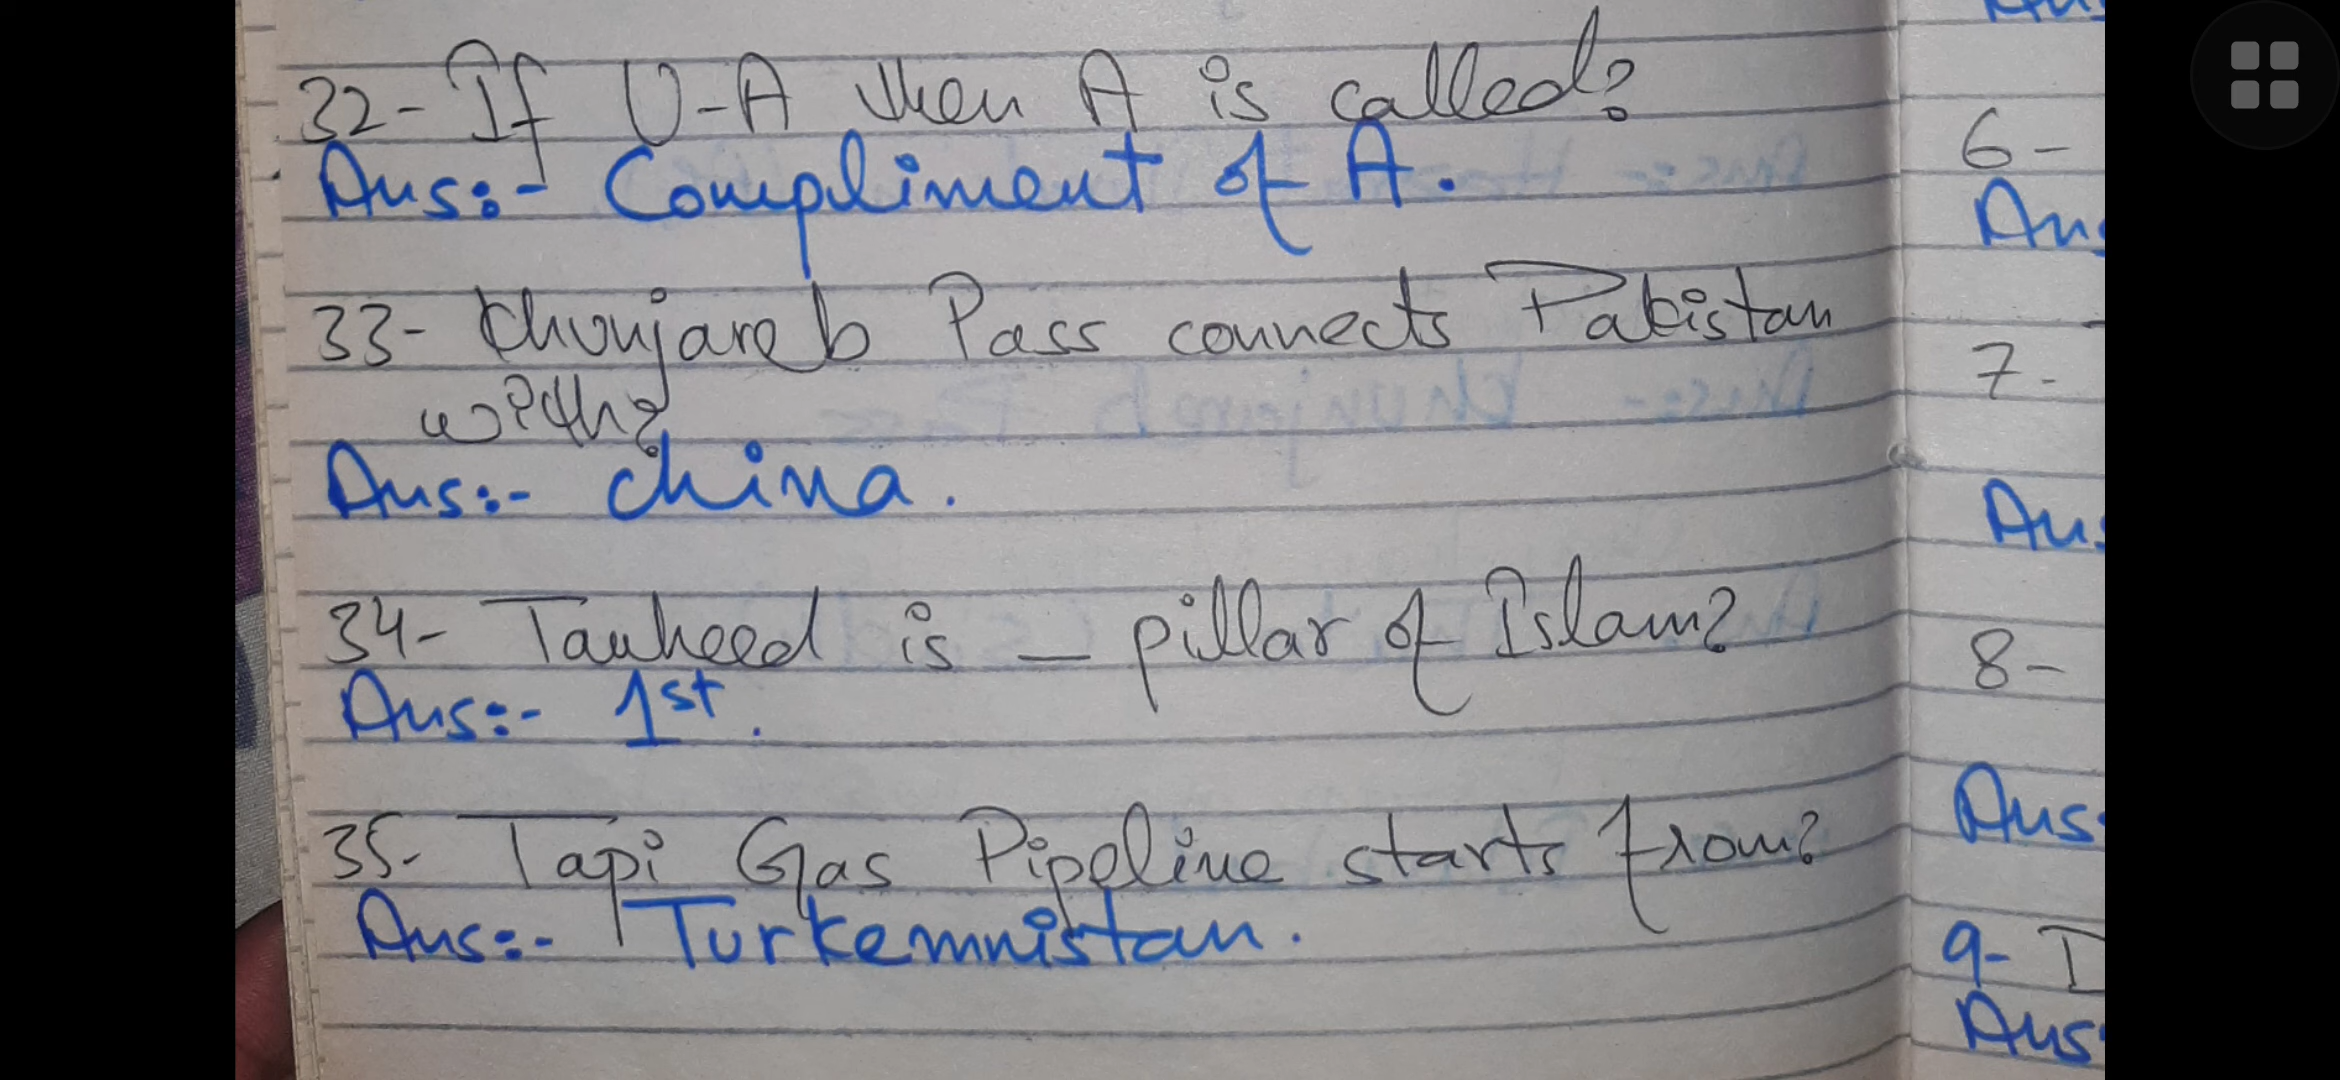 32- If U-A then A is called?
Ans:- Compliment of A.
33- Khunjareb Pass connects Pakistan
with?
Ans:- China.
34- Tauheed is _ pillar of Islam?
Ans:- 1st.
35- Tapi Gas Pipeline starts from?
Ans:- Turkemnistan.
6-
Ans
7-
Ans
8-
Ans
9-
Ans